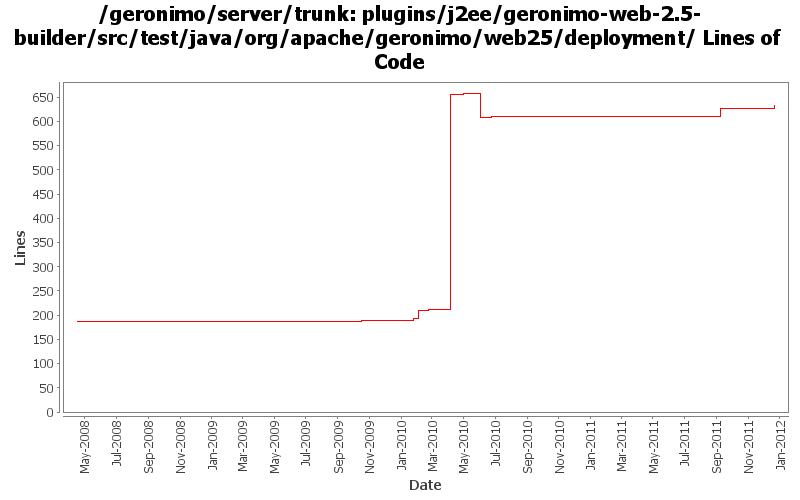 /geronimo/server/trunk: plugins/j2ee/geronimo-web-2.5-
builder/src/test/java/org/apache/geronimo/web25/deployment/ Lines of
Code
650
600
550
500
450
400
350
300
250
200
150
100
50
0
Lines
May-2008
Jul-2008
Sep-2008
Nov-2008
Jan-2009
Mar-2009
May-2009
Jul-2009
Sep-2009
Nov-2009
Jan-2010
Mar-2010
May-2010
Jul-2010
Sep-2010
Nov-2010
Jan-2011
Mar-2011
May-2011
Jul-2011
Sep-2011
Nov-2011
Jan-2012
Date